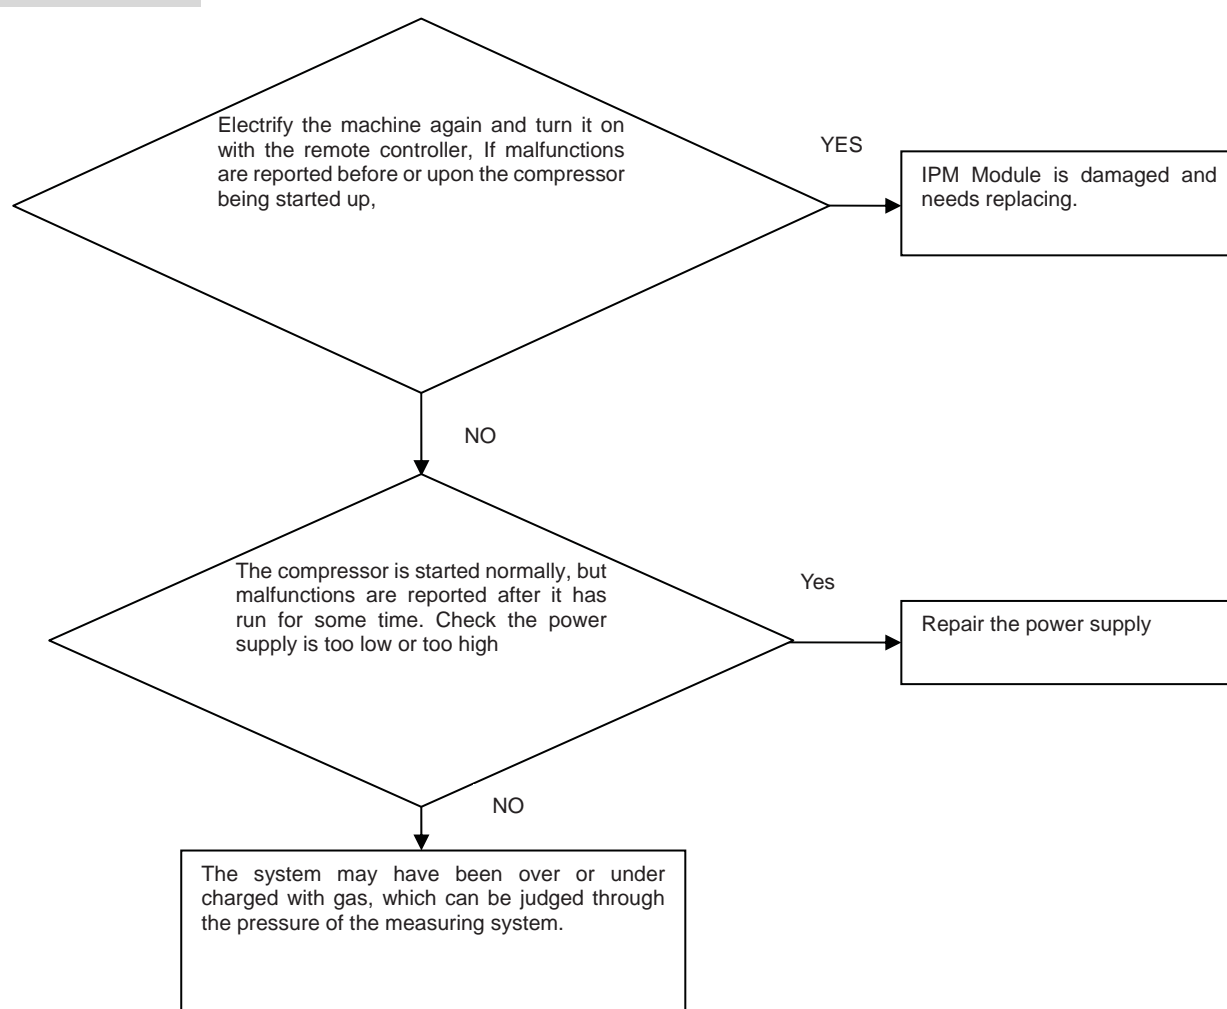 Electrify the machine again and turn it on
with the remote controller, If malfunctions
are reported before or upon the compressor
being started up,
YES
IPM Module is damaged and
needs replacing.
NO
The compressor is started normally, but
malfunctions are reported after it has
run for some time. Check the power
supply is too low or too high
Yes
Repair the power supply
NO
The system may have been over or under
charged with gas, which can be judged through
the pressure of the measuring system.